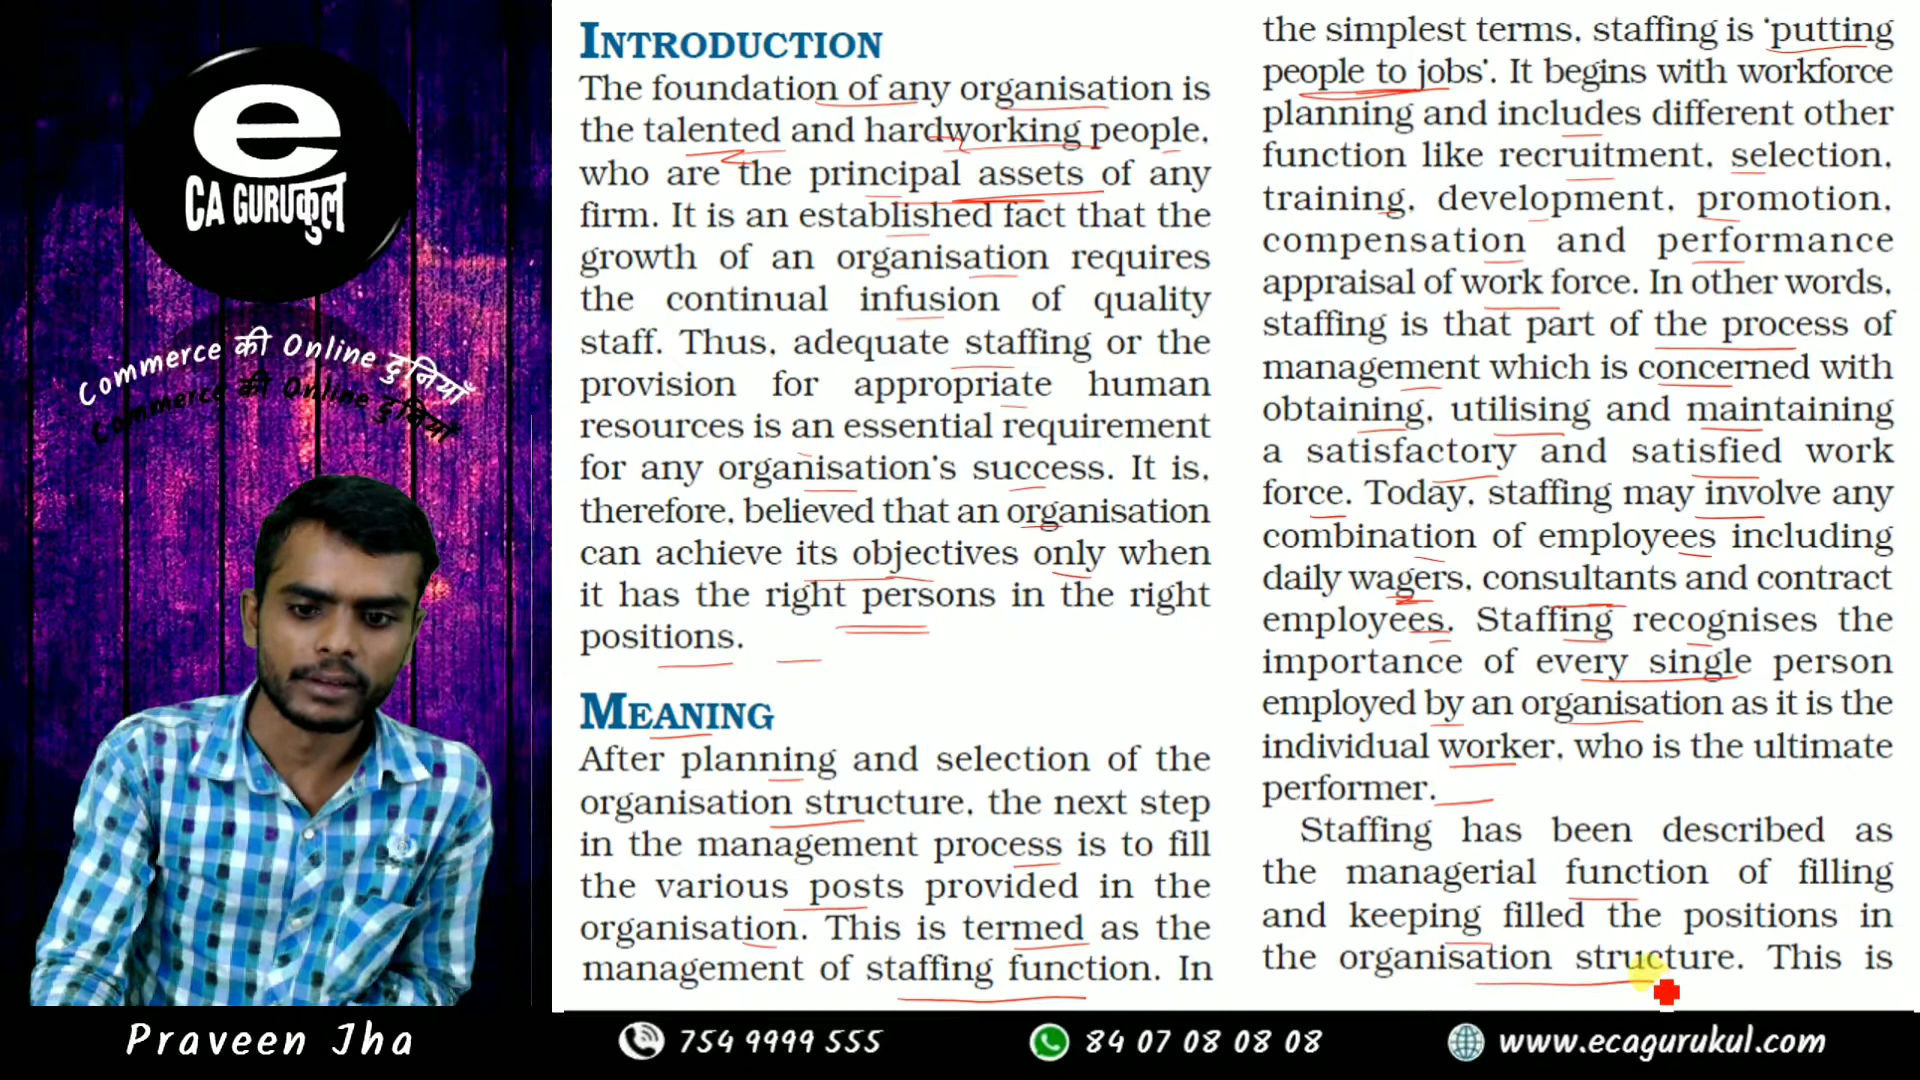 e
CA GURUकुल
Commerce की Online दुनियाँ
Commerce की Online दुनियाँ
INTRODUCTION
The foundation of any organisation is
the talented and hardworking people,
who are the principal assets of any
firm. It is an established fact that the
growth of an organisation requires
the continual infusion of quality
staff. Thus, adequate staffing or the
provision for appropriate human
resources is an essential requirement
for any organisation's success. It is,
therefore, believed that an organisation
can achieve its objectives only when
it has the right persons in the right
positions.
MEANING
After planning and selection of the
organisation structure, the next step
in the management process is to fill
the various posts provided in the
organisation. This is termed as the
management of staffing function. In
the simplest terms, staffing is ‘putting
people to jobs’. It begins with workforce
planning and includes different other
function like recruitment, selection,
training, development, promotion,
compensation and performance
appraisal of work force. In other words,
staffing is that part of the process of
management which is concerned with
obtaining, utilising and maintaining
a satisfactory and satisfied work
force. Today, staffing may involve any
combination of employees including
daily wagers, consultants and contract
employees. Staffing recognises the
importance of every single person
employed by an organisation as it is the
individual worker, who is the ultimate
performer.
Staffing has been described as
the managerial function of filling
and keeping filled the positions in
the organisation structure. This is
Praveen Jha
754 9999 555
84 07 08 08 08
www.ecagurukul.com